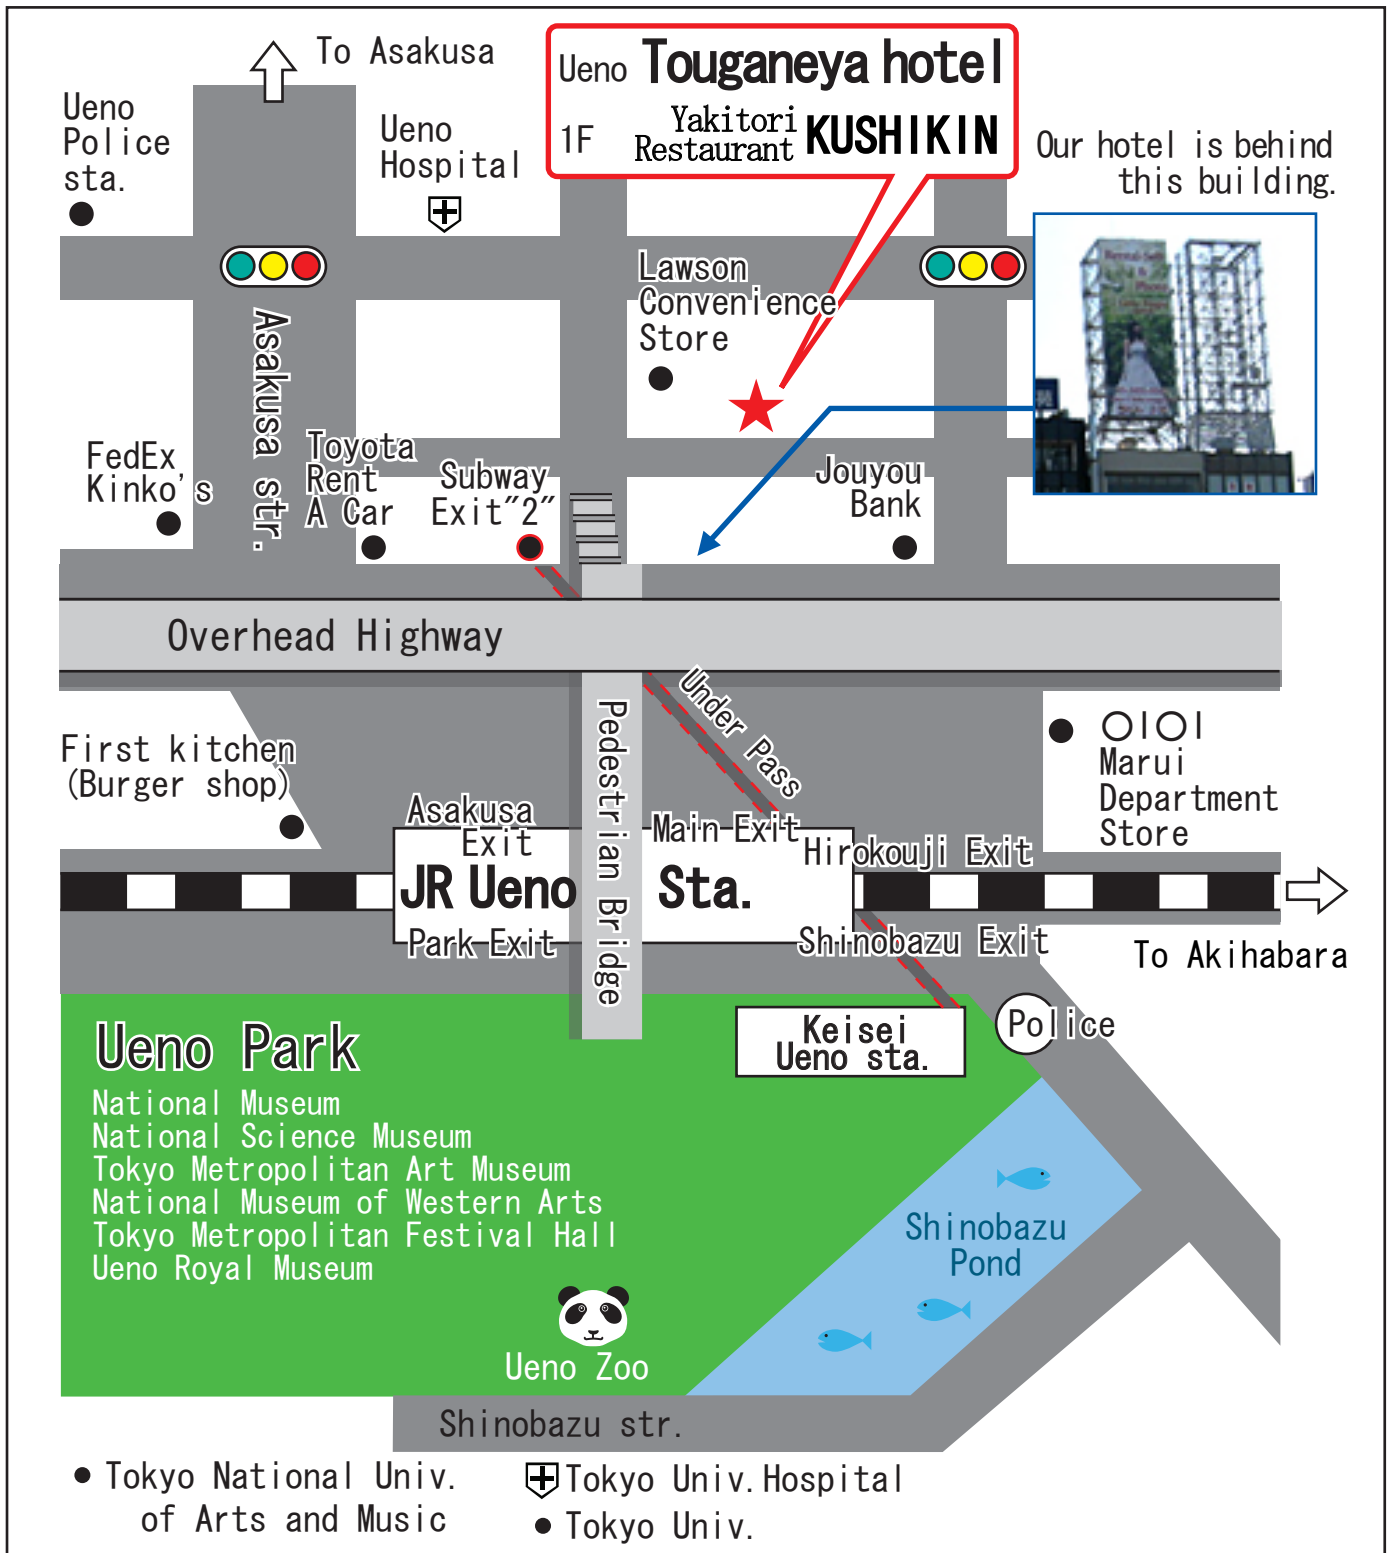 To Asakusa
Ueno Touganeya hotel
1F Yakitori Restaurant KUSHIKIN
Ueno
Police
sta.
Ueno
Hospital
Our hotel is behind
this building.
Lawson
Convenience
Store
Asakusa str.
FedEx,
Kinko's
Toyota
Rent
A Car
Subway
Exit"2"
Jouyou
Bank
Overhead Highway
Under Pass
Pedestrian Bridge
First kitchen
(Burger shop)
OIOI
Marui
Department
Store
Asakusa
Exit
Main Exit
Hirokouji Exit
JR Ueno Sta.
Park Exit
Shinobazu Exit
To Akihabara
Keisei
Ueno sta.
Police
Ueno Park
National Museum
National Science Museum
Tokyo Metropolitan Art Museum
National Museum of Western Arts
Tokyo Metropolitan Festival Hall
Ueno Royal Museum
Shinobazu
Pond
Ueno Zoo
Shinobazu str.
Tokyo National Univ.
of Arts and Music
Tokyo Univ. Hospital
Tokyo Univ.